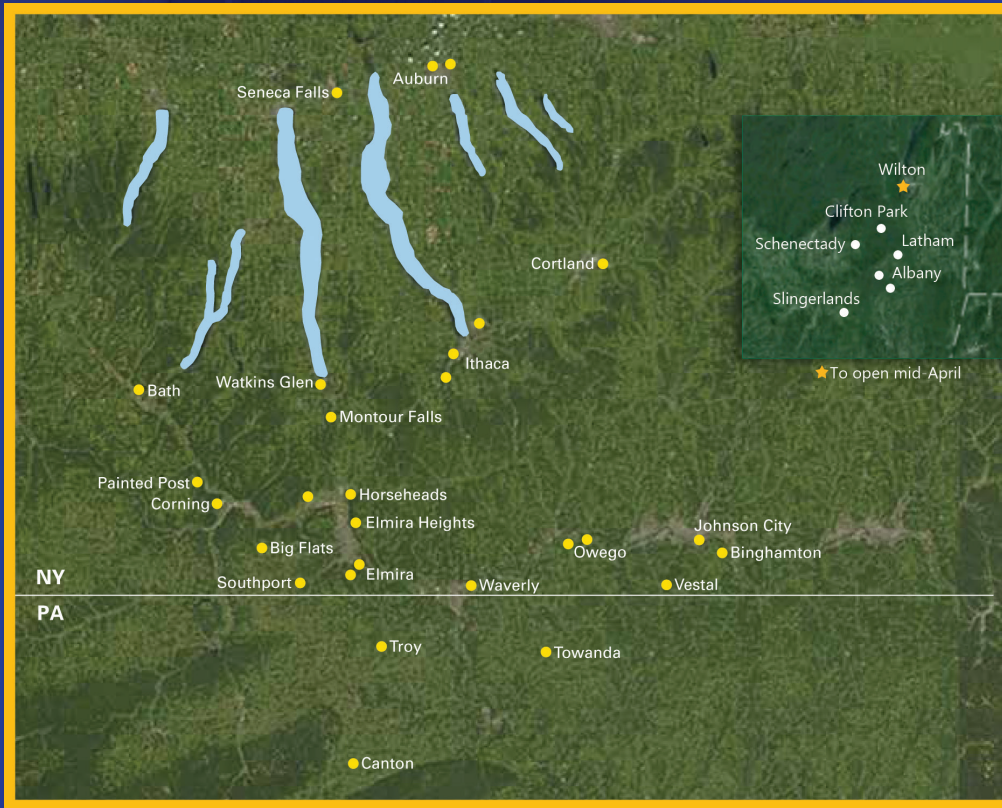 Auburn
Seneca Falls
Wilton
Clifton Park
Schenectady
Latham
Albany
Slingerlands
Cortland
Ithaca
★To open mid-April
Bath
Watkins Glen
Montour Falls
Painted Post
Corning
Horseheads
Elmira Heights
Johnson City
Big Flats
Owego
Binghamton
Elmira
Southport
Waverly
Vestal
NY
PA
Troy
Towanda
Canton